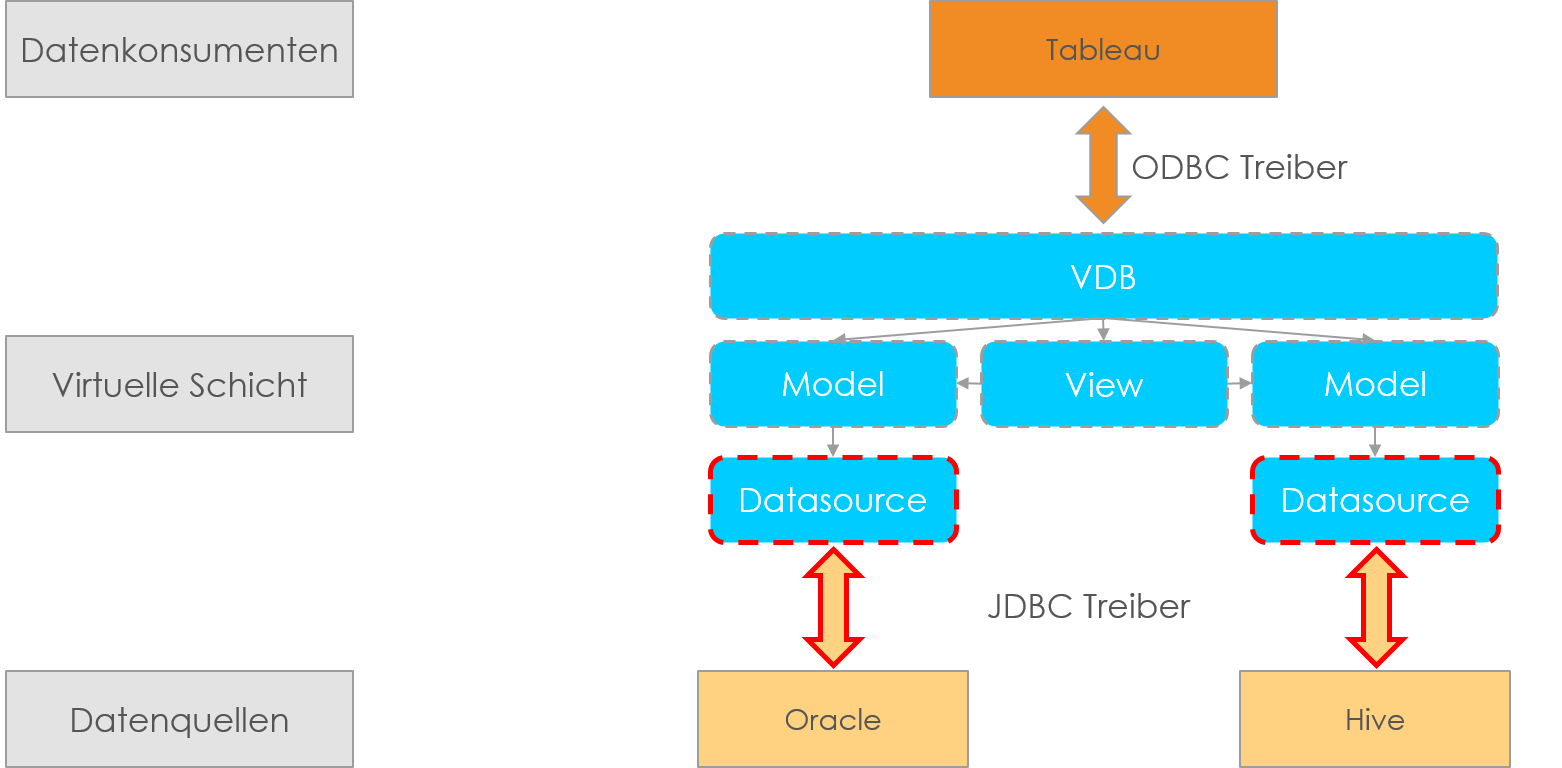 Datenkonsumenten
Tableau
ODBC Treiber
VDB
Virtuelle Schicht
Model
View
Model
Datasource
Datasource
JDBC Treiber
Datenquellen
Oracle
Hive